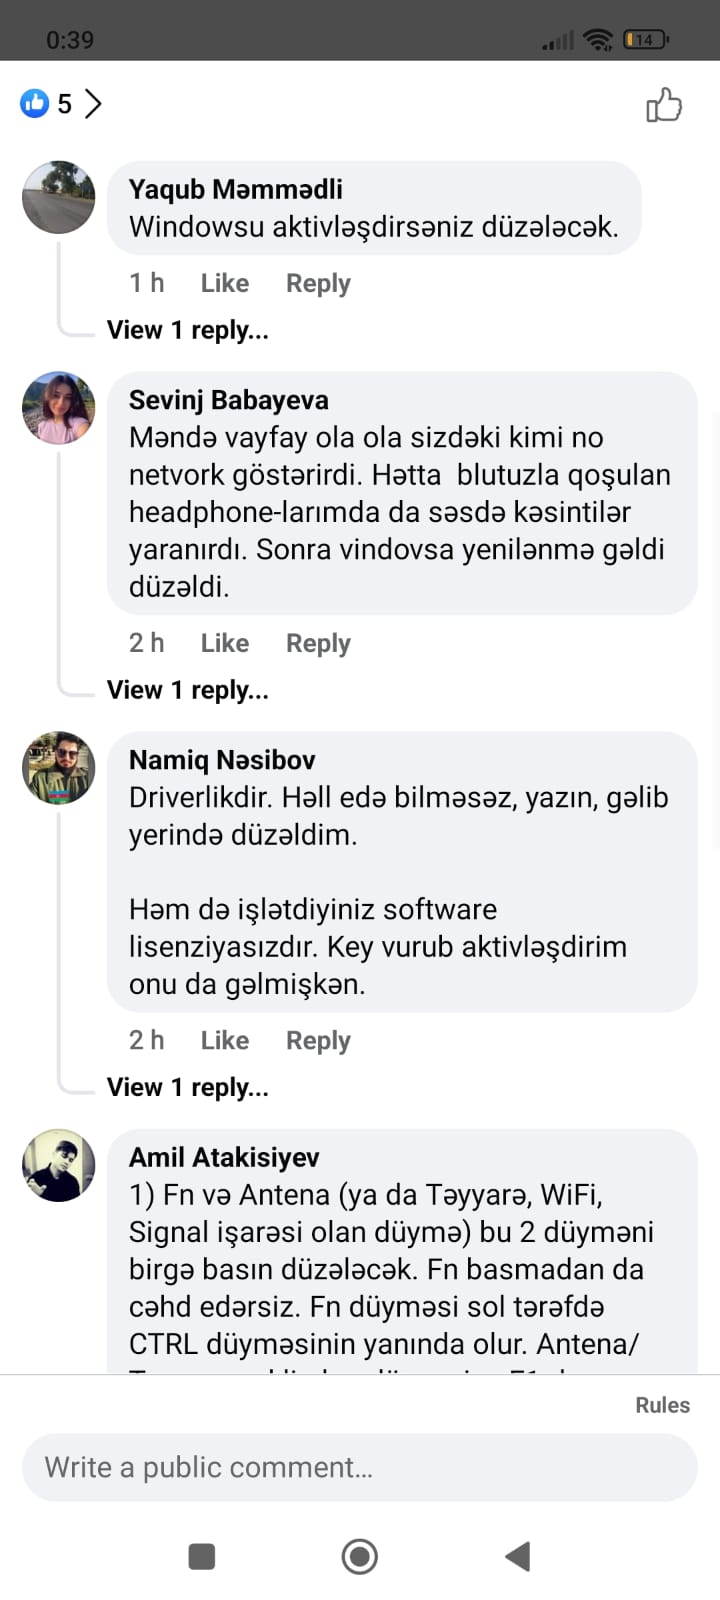 0:39
14
5
Yaqub Məmmədli
Windowsu aktivləşdirsəniz düzələcək.
1 h Like Reply
View 1 reply...
Sevinj Babayeva
Məndə vayfay ola ola sizdəki kimi no
netvork göstərirdi. Hətta blutuzla qoşulan
headphone-larımda da səsdə kəsintilər
yaranırdı. Sonra vindovsa yenilənmə gəldi
düzəldi.
2 h Like Reply
View 1 reply...
Namiq Nəsibov
Driverlikdir. Həll edə bilməsəz, yazın, gəlib
yerində düzəldim.
Həm də işlətdiyiniz software
lisenziyasızdır. Key vurub aktivləşdirim
onu da gəlmişkən.
2 h Like Reply
View 1 reply...
Amil Atakisiyev
1) Fn və Antena (ya da Təyyarə, WiFi,
Signal işarəsi olan düymə) bu 2 düyməni
birgə basın düzələcək. Fn basmadan da
cəhd edərsiz. Fn düyməsi sol tərəfdə
CTRL düyməsinin yanında olur. Antena/
Rules
Write a public comment...